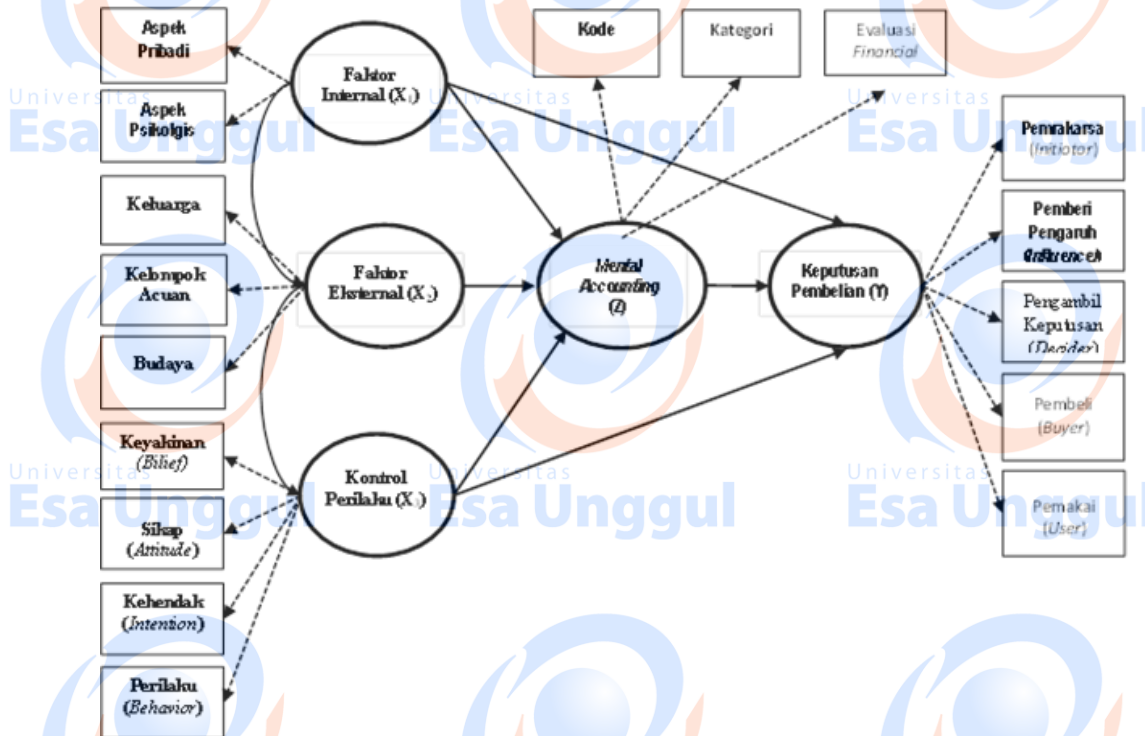 Aspek
Pribadi
Aspek
Psikolgis
Keluarga
Kelompok
Acuan
Budaya
Keyakinan
(Bilief)
Sikap
(Attitude)
Kehendak
(Intention)
Perilaku
(Behavior)
Faktor
Internal (X1)
Faktor
Eksternal (X2)
Kontrol
Perilaku (X3)
Kode
Kategori
Evaluasi
Financial
Mental
Accounting
(Z)
Keputusan
Pembelian (Y)
Pemrakarsa
(Initiator)
Pemberi
Pengaruh
Pengambil
Keputusan
(Decider)
Pembeli
(Buyer)
Pemakai
(User)
Universitas
Esa Unggul
Universitas
Esa Unggul
Universitas
Esa Unggul
Universitas
Esa Unggul
Universitas
Esa Unggul
Universitas
Esa Unggul